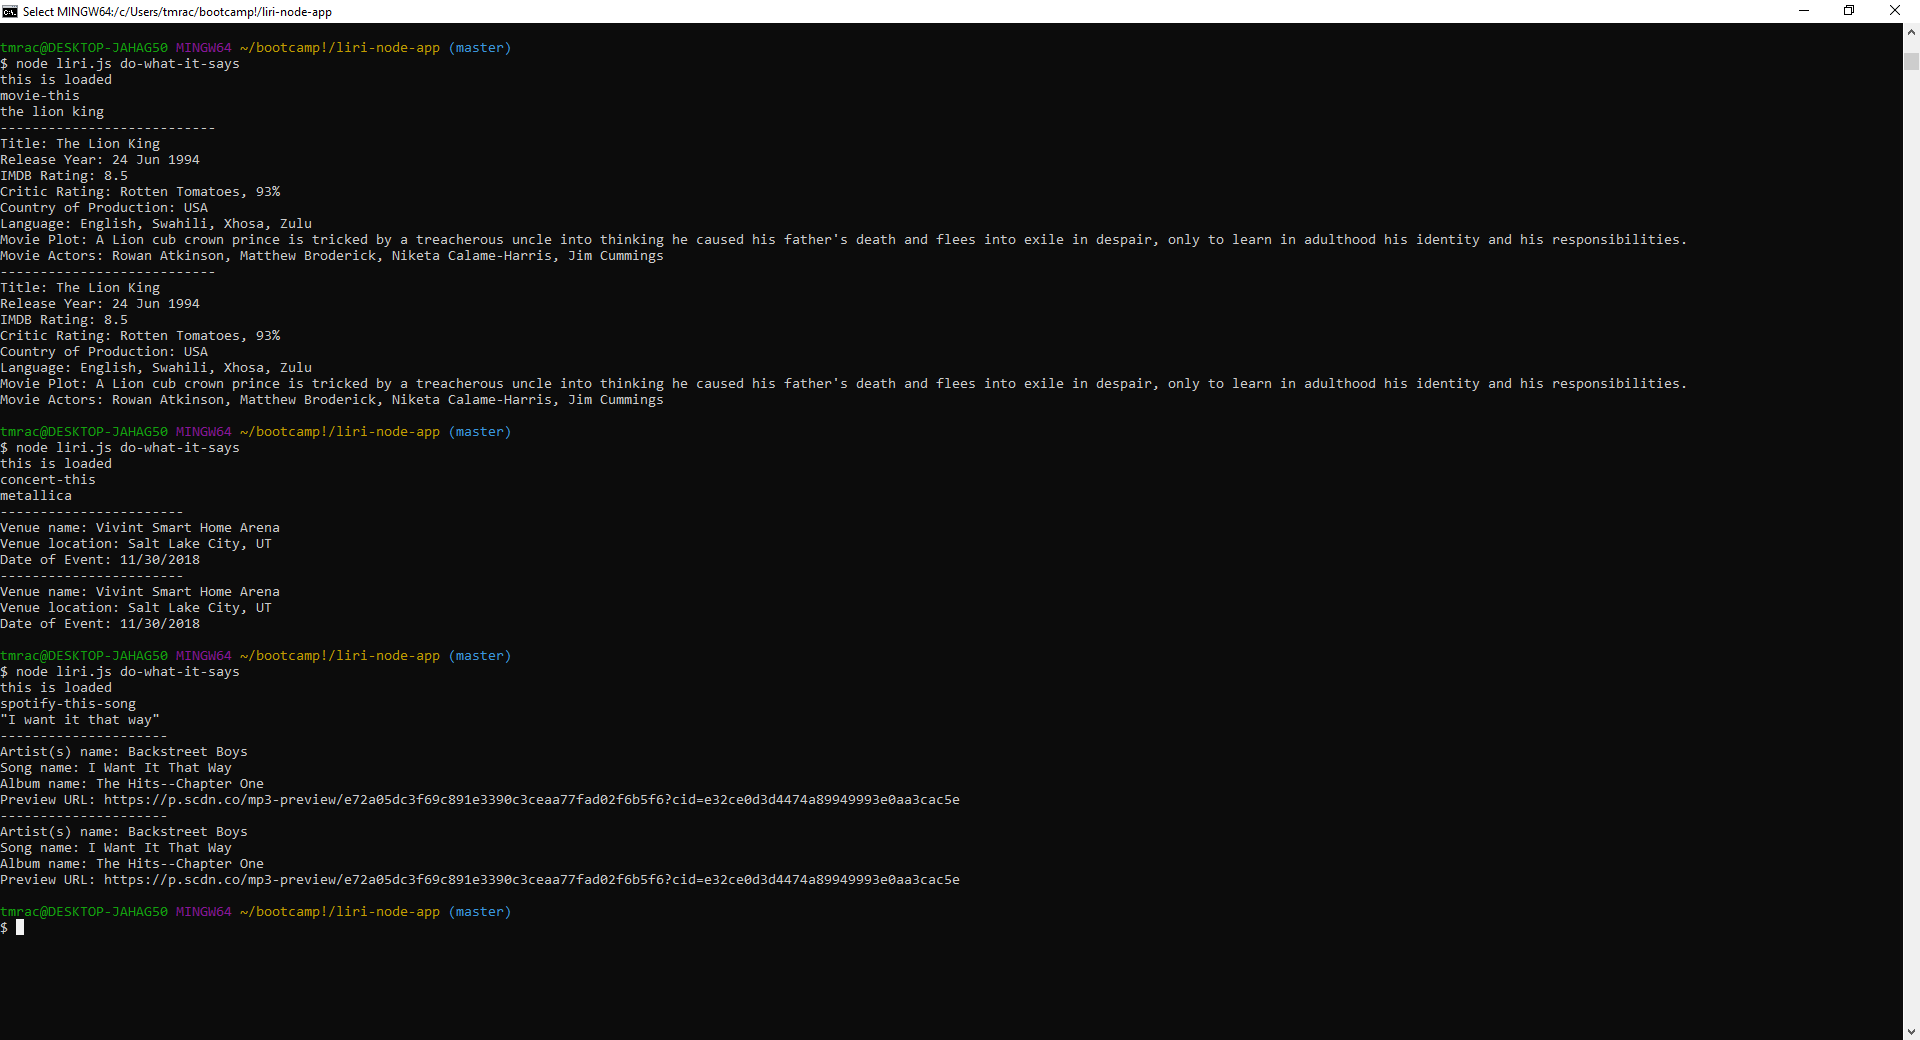 Select MINGW64:/c/Users/tmrac/bootcamp!/liri-node-app
tmrac@DESKTOP-JAHAG50 MINGW64 ~/bootcamp!/liri-node-app (master)
$ node liri.js do-what-it-says
this is loaded
movie-this
the lion king
---------------------------
Title: The Lion King
Release Year: 24 Jun 1994
IMDB Rating: 8.5
Critic Rating: Rotten Tomatoes, 93%
Country of Production: USA
Language: English, Swahili, Xhosa, Zulu
Movie Plot: A Lion cub crown prince is tricked by a treacherous uncle into thinking he caused his father's death and flees into exile in despair, only to learn in adulthood his identity and his responsibilities.
Movie Actors: Rowan Atkinson, Matthew Broderick, Niketa Calame-Harris, Jim Cummings
---------------------------
Title: The Lion King
Release Year: 24 Jun 1994
IMDB Rating: 8.5
Critic Rating: Rotten Tomatoes, 93%
Country of Production: USA
Language: English, Swahili, Xhosa, Zulu
Movie Plot: A Lion cub crown prince is tricked by a treacherous uncle into thinking he caused his father's death and flees into exile in despair, only to learn in adulthood his identity and his responsibilities.
Movie Actors: Rowan Atkinson, Matthew Broderick, Niketa Calame-Harris, Jim Cummings
tmrac@DESKTOP-JAHAG50 MINGW64 ~/bootcamp!/liri-node-app (master)
$ node liri.js do-what-it-says
this is loaded
concert-this
metallica
-----------------------
Venue name: Vivint Smart Home Arena
Venue location: Salt Lake City, UT
Date of Event: 11/30/2018
-----------------------
Venue name: Vivint Smart Home Arena
Venue location: Salt Lake City, UT
Date of Event: 11/30/2018
tmrac@DESKTOP-JAHAG50 MINGW64 ~/bootcamp!/liri-node-app (master)
$ node liri.js do-what-it-says
this is loaded
spotify-this-song
"I want it that way"
---------------------
Artist(s) name: Backstreet Boys
Song name: I Want It That Way
Album name: The Hits--Chapter One
Preview URL: https://p.scdn.co/mp3-preview/e72a05dc3f69c891e3390c3ceaa77fad02f6b5f6?cid=e32ce0d3d4474a89949993e0aa3cac5e
---------------------
Artist(s) name: Backstreet Boys
Song name: I Want It That Way
Album name: The Hits--Chapter One
Preview URL: https://p.scdn.co/mp3-preview/e72a05dc3f69c891e3390c3ceaa77fad02f6b5f6?cid=e32ce0d3d4474a89949993e0aa3cac5e
tmrac@DESKTOP-JAHAG50 MINGW64 ~/bootcamp!/liri-node-app (master)
$